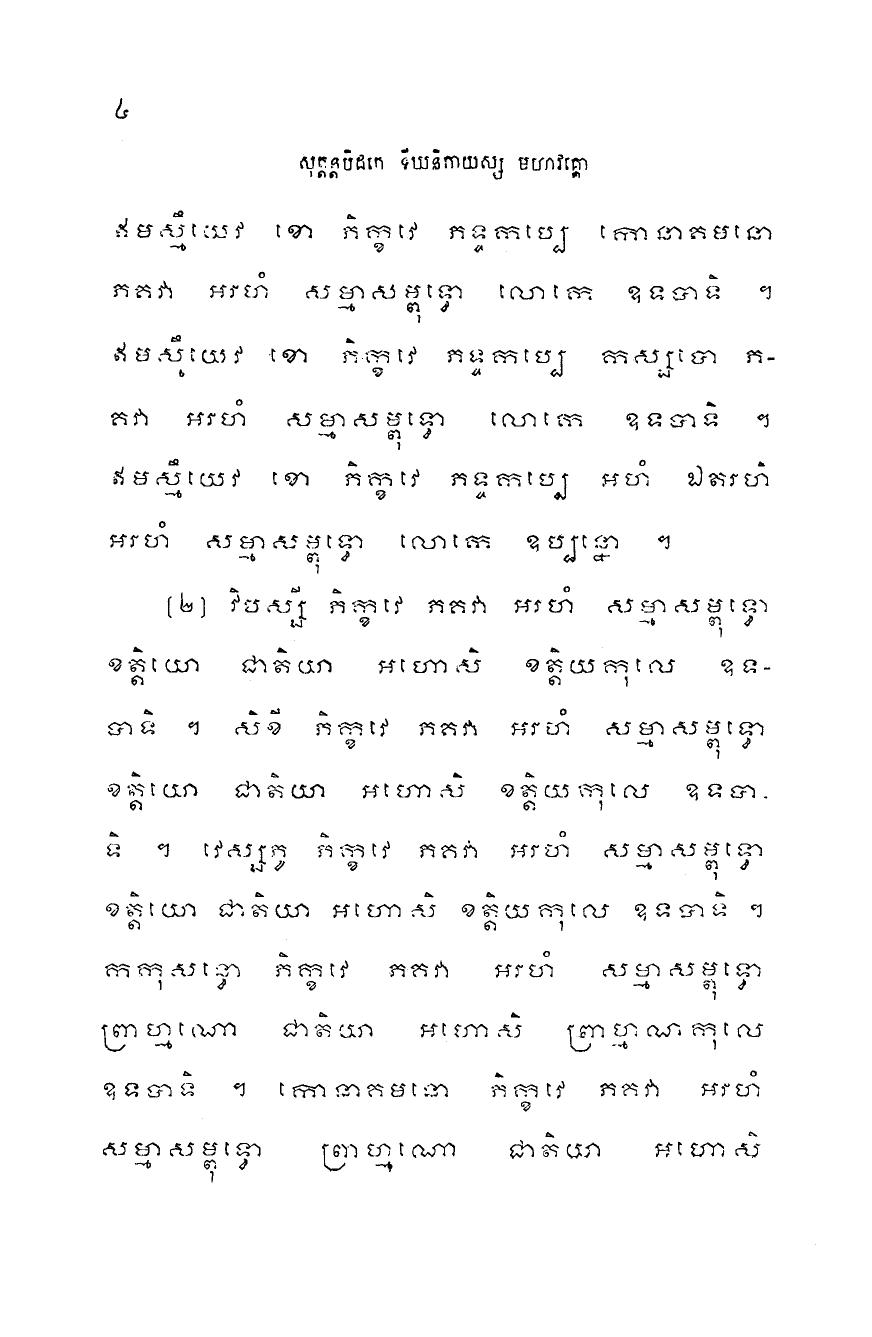 ៤
សុត្តន្តបិដកេ ទីឃនិកាយស្ស មហាវគ្គោ
ឥមស្មឹយេវ ខោ ភិក្ខវេ ភទ្ទកប្បេ កោនាគមនោ
ភគវា អរហំ សម្មាសម្ពុទ្ធោ លោកេ ឧទបាទិ ។
ឥមស្មឹយេវ ខោ ភិក្ខវេ ភទ្ទកប្បេ កស្សបោ ភ-
គវា អរហំ សម្មាសម្ពុទ្ធោ លោកេ ឧទបាទិ ។
ឥមស្មឹយេវ ខោ ភិក្ខវេ ភទ្ទកប្បេ អហំ ឯតរហិ
អរហំ សម្មាសម្ពុទ្ធោ លោកេ ឧប្បន្នោ ។
[២] វិបស្សី ភិក្ខវេ ភគវា អរហំ សម្មាសម្ពុទ្ធោ
ខត្តិយោ ជាតិយា អហោសិ ខត្តិយកុលេ ឧទ-
បាទិ ។ សិខី ភិក្ខវេ ភគវា អរហំ សម្មាសម្ពុទ្ធោ
ខត្តិយោ ជាតិយា អហោសិ ខត្តិយកុលេ ឧទបា-
ទិ ។ វេស្សភូ ភិក្ខវេ ភគវា អរហំ សម្មាសម្ពុទ្ធោ
ខត្តិយោ ជាតិយា អហោសិ ខត្តិយកុលេ ឧទបាទិ ។
កកុសន្ធោ ភិក្ខវេ ភគវា អរហំ សម្មាសម្ពុទ្ធោ
ព្រាហ្មណោ ជាតិយា អហោសិ ព្រាហ្មណកុលេ
ឧទបាទិ ។ កោនាគមនោ ភិក្ខវេ ភគវា អរហំ
សម្មាសម្ពុទ្ធោ ព្រាហ្មណោ ជាតិយា អហោសិ